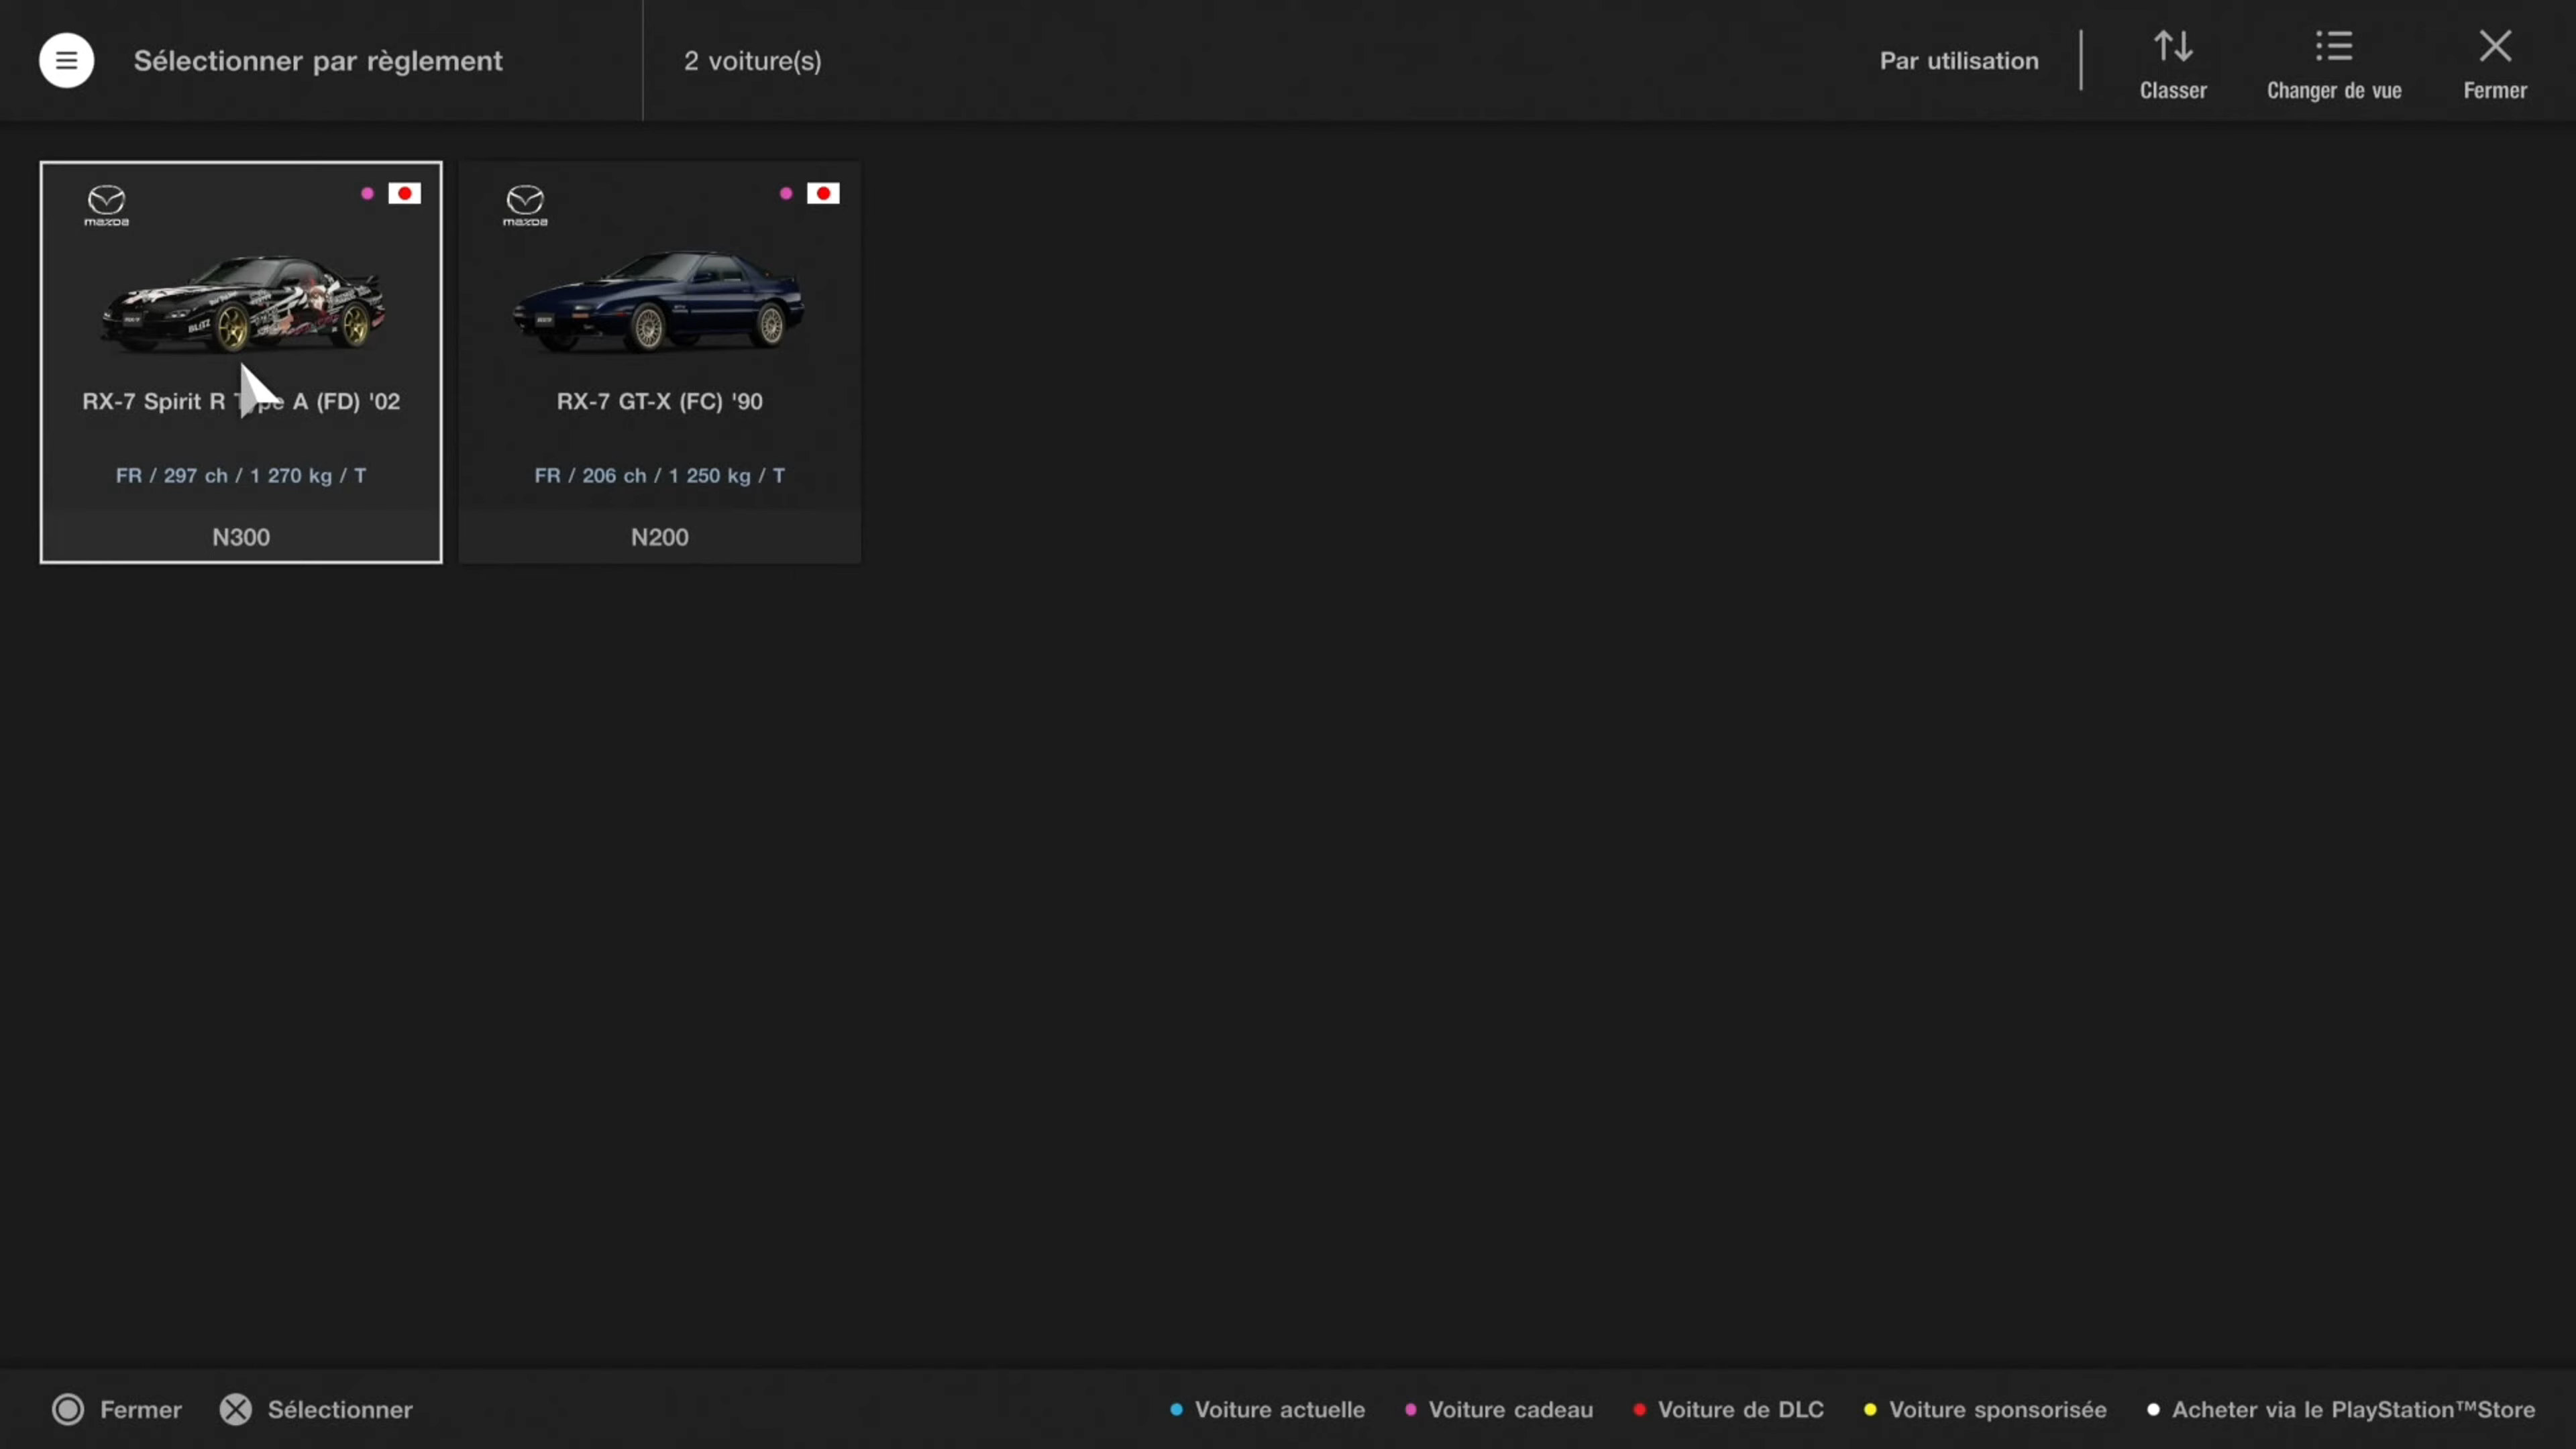 Sélectionner par règlement
2 voiture(s)
Par utilisation
Classer
Changer de vue
Fermer
mazda
mazda
BLITZ
RX-7 Spirit R Type A (FD) '02
RX-7 GT-X (FC) '90
FR / 297 ch / 1 270 kg / T
FR / 206 ch / 1 250 kg / T
N300
N200
Fermer
Sélectionner
Voiture actuelle
Voiture cadeau
Voiture de DLC
Voiture sponsorisée
Acheter via le PlayStation™Store